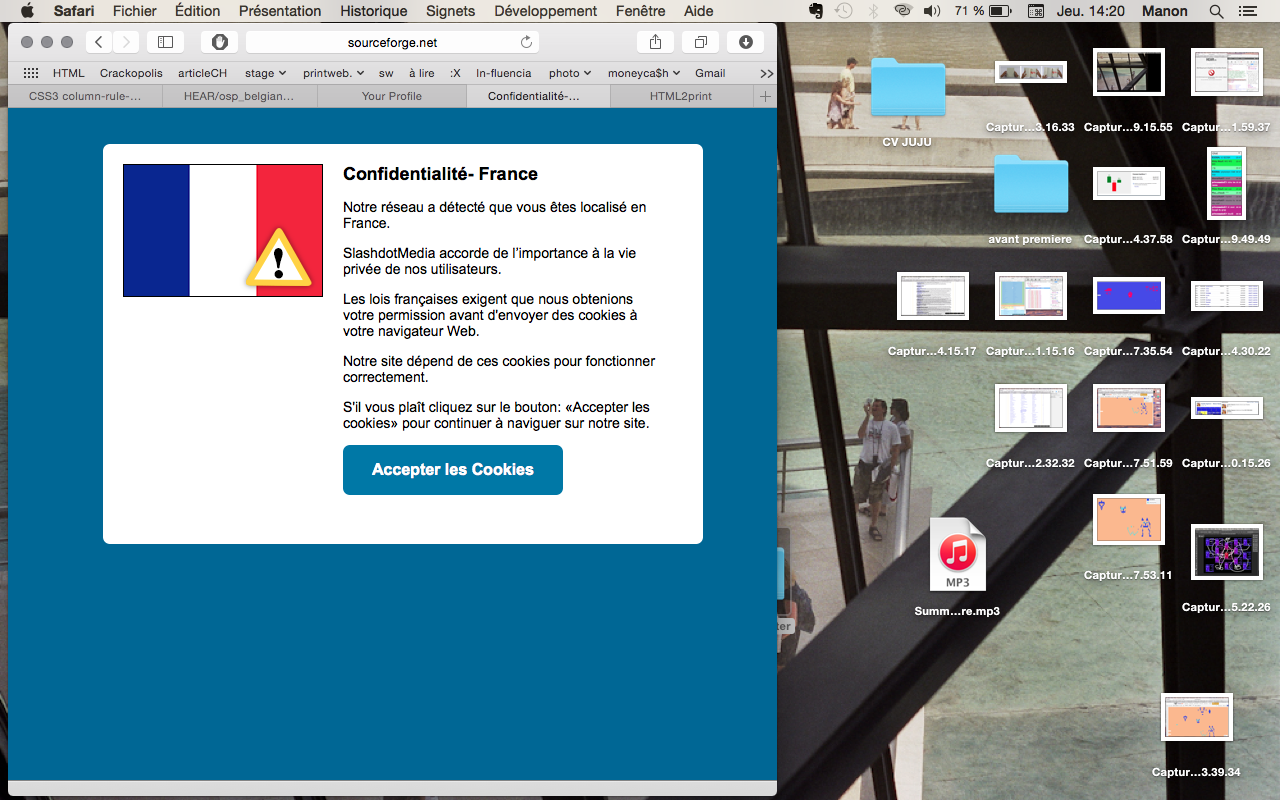 Safari Fichier Édition Présentation Historique Signets Développement Fenêtre Aide 71 % Jeu. 14:20 Manon
sourceforge.net
HTML Crackopolis articleCH stage printweb. sw à lire :X In-fluencia photo moneyca$h Gmail >>
CSS3 column-rule-... HEAR/osp_belgian... Your Profile Confidentialité-... HTML2print +
Confidentialité- France
Notre réseau a détecté que vous êtes localisé en
France.
SlashdotMedia accorde de l’importance à la vie
privée de nos utilisateurs.
Les lois françaises exigent que nous obtenions
votre permission avant d'envoyer des cookies à
votre navigateur Web.
Notre site dépend de ces cookies pour fonctionner
correctement.
S'il vous plaît cliquez sur le bouton: «Accepter les
cookies» pour continuer à naviguer sur notre site.
Accepter les Cookies
CV JUJU
Captur...3.16.33 Captur...9.15.55 Captur...1.59.37
avant premiere Captur...4.37.58 Captur...9.49.49
Captur...4.15.17 Captur...1.15.16 Captur...7.35.54 Captur...4.30.22
Captur...2.32.32 Captur...7.51.59 Captur...0.15.26
Captur...7.53.11
MP3
Summ...re.mp3
Captur...5.22.26
Captur...3.39.34